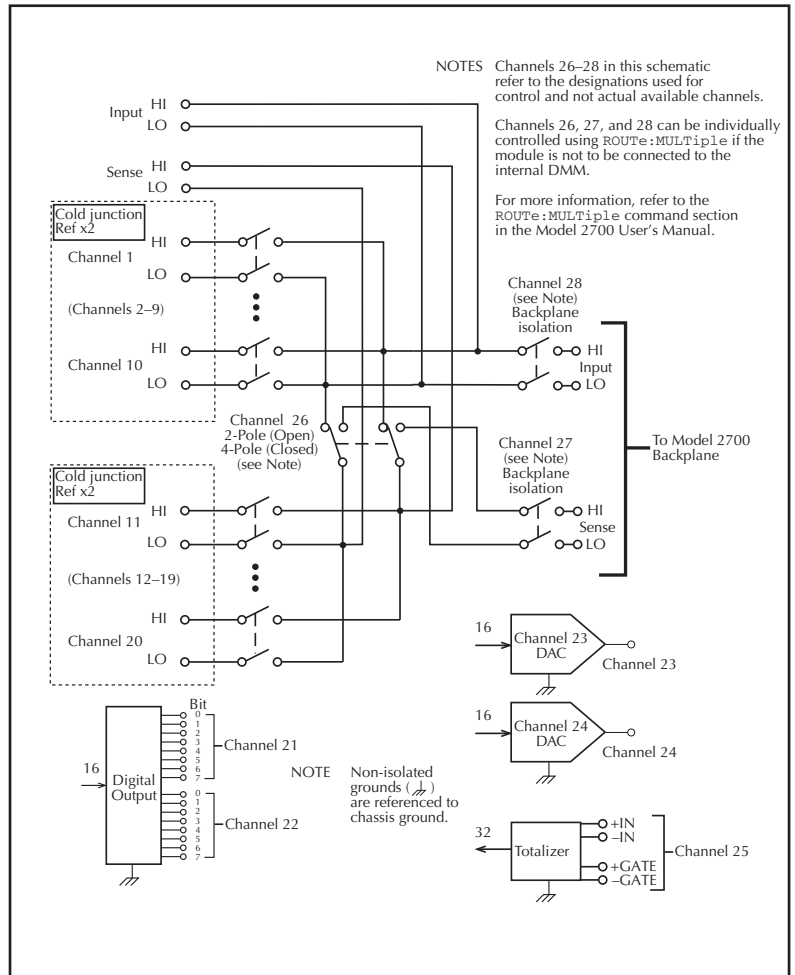 NOTES Channels 26–28 in this schematic
refer to the designations used for
control and not actual available channels.
Channels 26, 27, and 28 can be individually
controlled using ROUTe:MULTiple if the
module is not to be connected to the
internal DMM.
For more information, refer to the
ROUTe:MULTiple command section
in the Model 2700 User's Manual.
Input
HI
LO
Sense
HI
LO
Cold junction
Ref x2
Channel 1
HI
LO
(Channels 2–9)
Channel 10
HI
LO
Channel 28
(see Note)
Backplane
isolation
HI
Input
LO
Channel 26
2-Pole (Open)
4-Pole (Closed)
(see Note)
Channel 27
(see Note)
Backplane
isolation
HI
Sense
LO
To Model 2700
Backplane
Cold junction
Ref x2
Channel 11
HI
LO
(Channels 12–19)
Channel 20
HI
LO
16
Channel 23
DAC
Channel 23
16
Channel 24
DAC
Channel 24
16
Digital
Output
Bit
0
1
2
3
4
5
6
7
Channel 21
0
1
2
3
4
5
6
7
Channel 22
NOTE Non-isolated
grounds ( )
are referenced to
chassis ground.
32
Totalizer
+IN
–IN
+GATE
–GATE
Channel 25